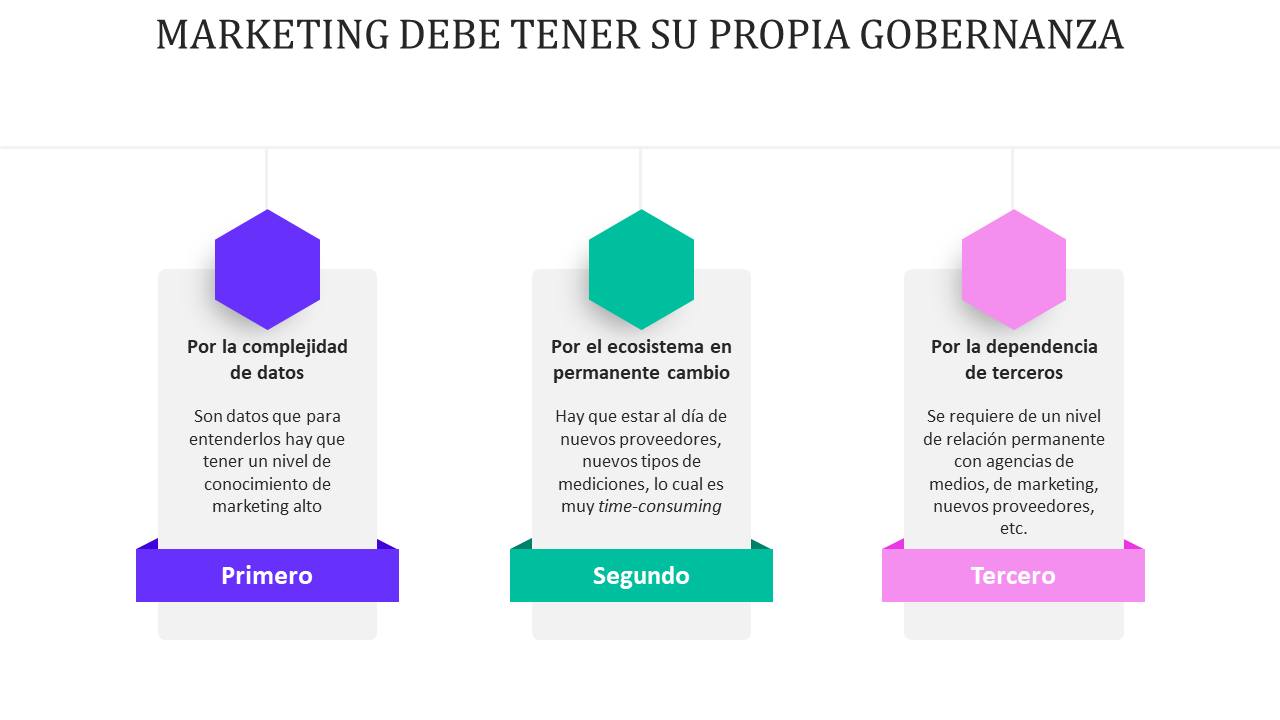 MARKETING DEBE TENER SU PROPIA GOBERNANZA
Por la complejidad
de datos
Son datos que para
entenderlos hay que
tener un nivel de
conocimiento de
marketing alto
Primero
Por el ecosistema en
permanente cambio
Hay que estar al día de
nuevos proveedores,
nuevos tipos de
mediciones, lo cual es
muy time-consuming
Segundo
Por la dependencia
de terceros
Se requiere de un nivel
de relación permanente
con agencias de
medios, de marketing,
nuevos proveedores,
etc.
Tercero